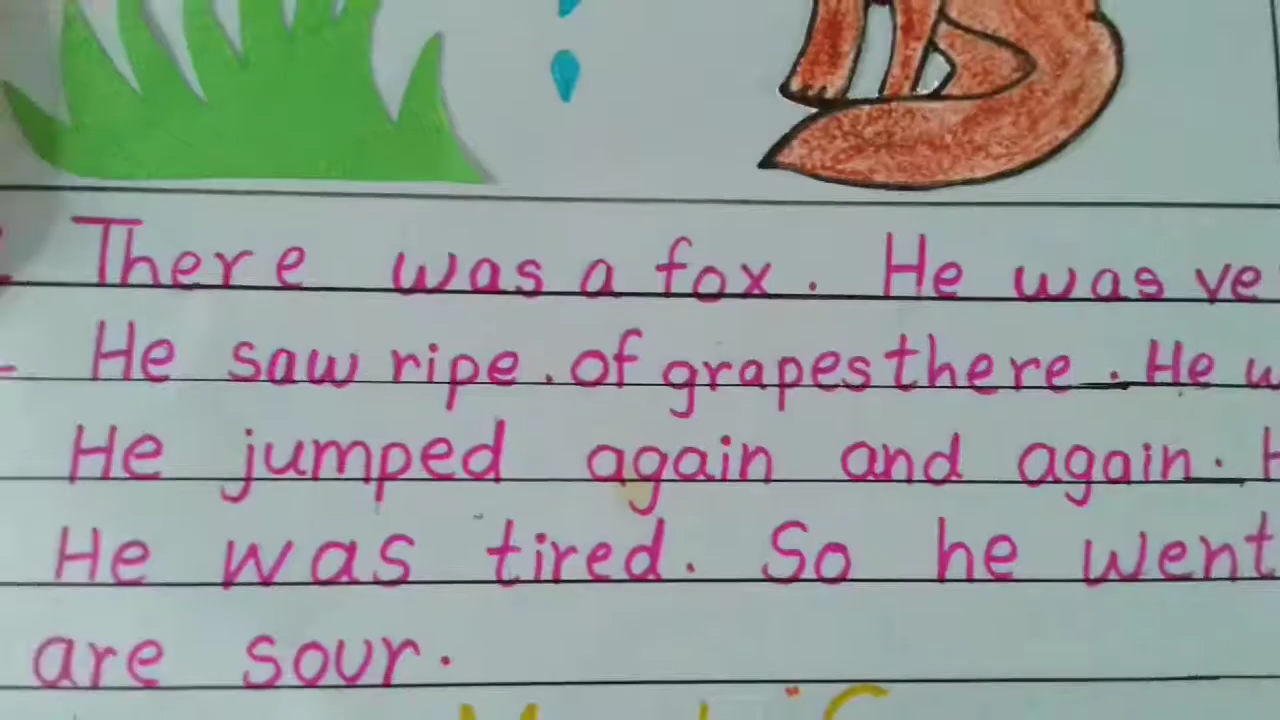 There was a fox. He was ve
He saw ripe. of grapes there. He
He jumped again and again.
He was tired. So he went
are sour.